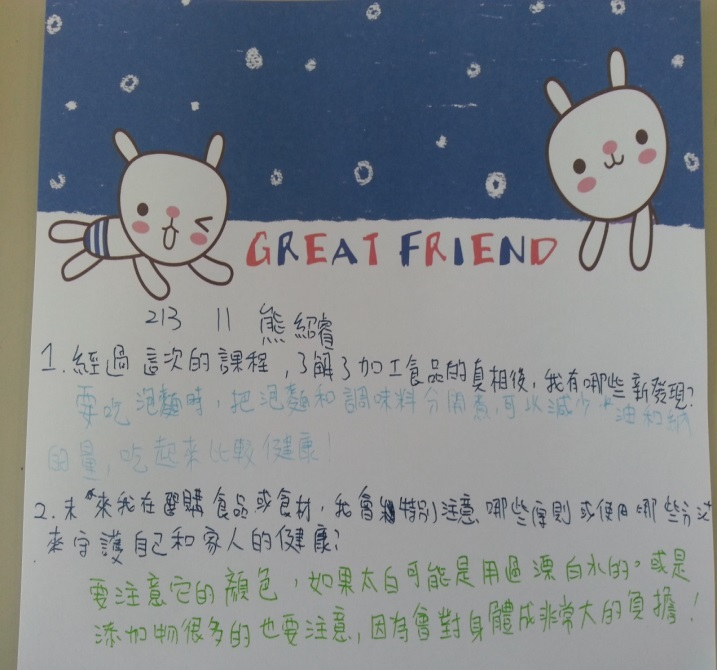 GREAT FRIEND
213 11 熊紹睿
1.經過這次的課程,了解了加工食品的真相後,我有哪些新發現?
要吃泡麵時,把泡麵和調味料分開煮,可以減少油和鈉
的量,吃起來比較健康!
2.未來我在選購食品或食材,我會特別注意哪些原則或使用哪些方法
來守護自己和家人的健康?
要注意它的顏色,如果太白可能是用過漂白水的。或是
添加物很多的也要注意,因為會對身體成非常大的負擔!